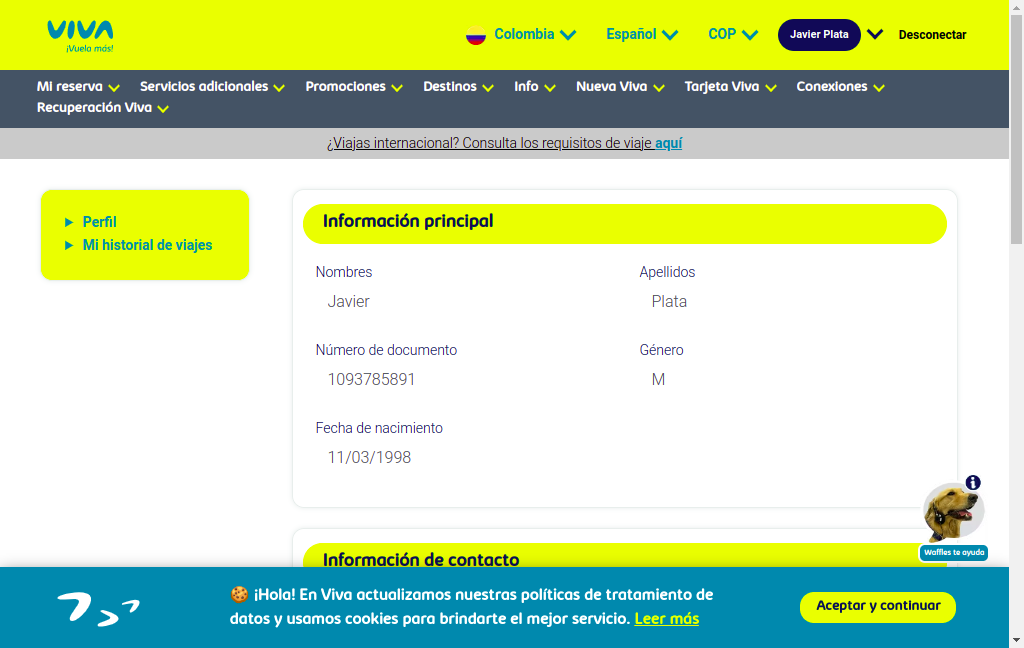 VIVA
¡Vuela más!
Colombia Español COP Javier Plata Desconectar
Mi reserva Servicios adicionales Promociones Destinos Info Nueva Viva Tarjeta Viva Conexiones
Recuperación Viva
¿Viajas internacional? Consulta los requisitos de viaje aquí
Perfil
Mi historial de viajes
Información principal
Nombres Apellidos
Javier Plata
Número de documento Género
1093785891 M
Fecha de nacimiento
11/03/1998
Waffles te ayuda
Información de contacto
¡Hola! En Viva actualizamos nuestras políticas de tratamiento de
datos y usamos cookies para brindarte el mejor servicio. Leer más
Aceptar y continuar